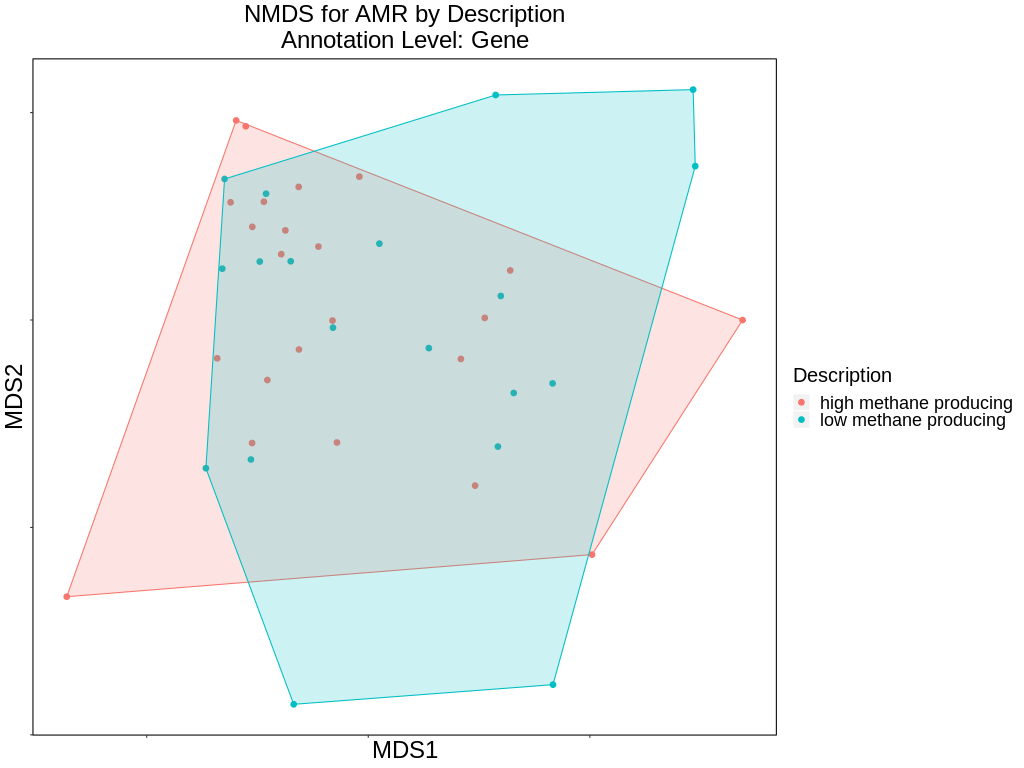 NMDS for AMR by Description
Annotation Level: Gene
MDS2
Description
high methane producing
low methane producing
MDS1